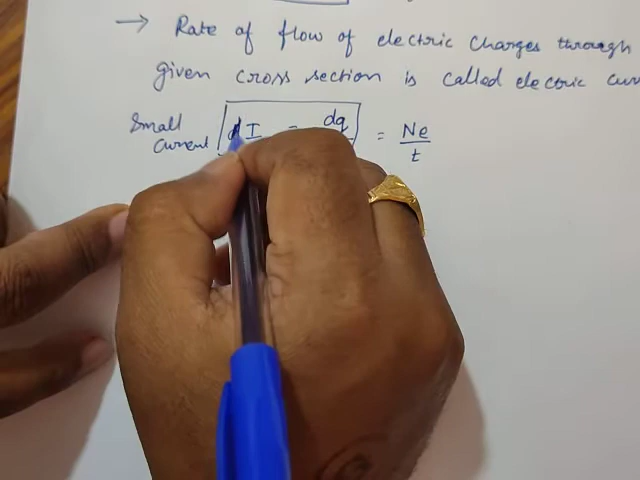 → Rate of flow of electric charges through
given cross section is called electric
Small dI = dq = Ne
Current t